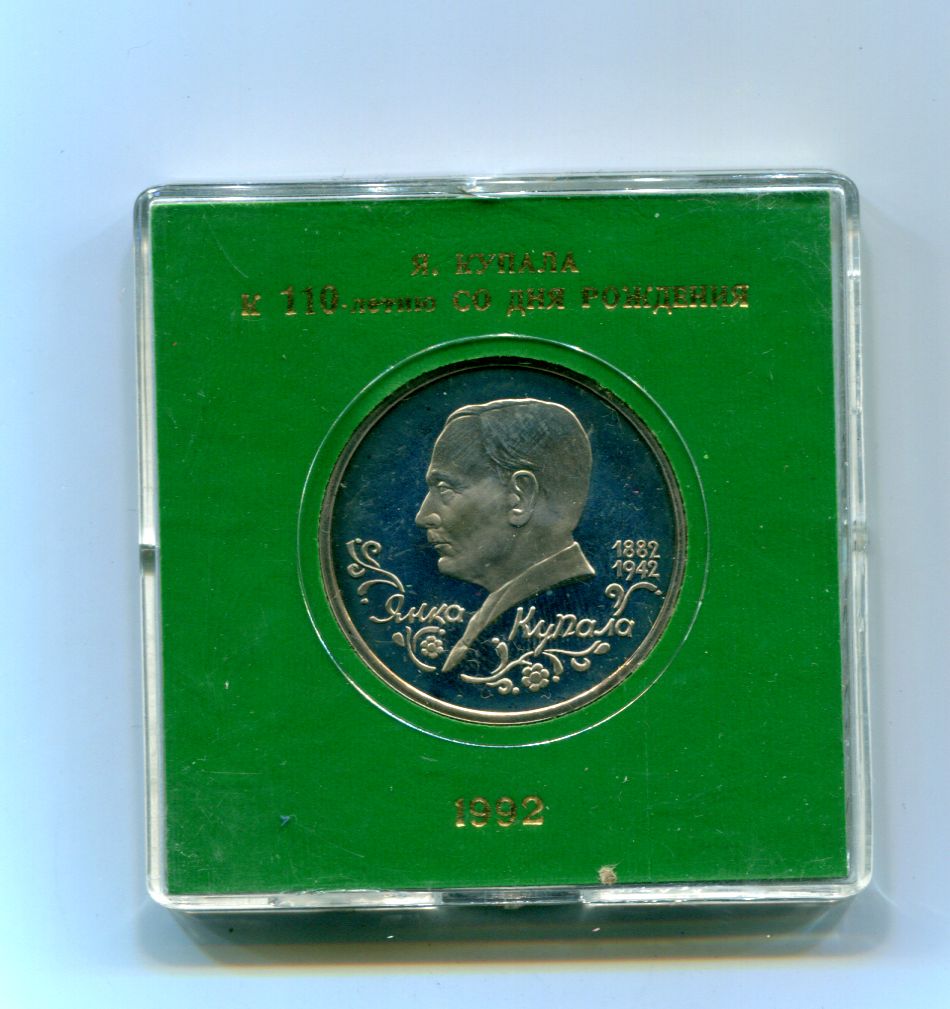 Я. КУПАЛА
К 110-летию СО ДНЯ РОЖДЕНИЯ
1882
1942
Янка Купала
1992